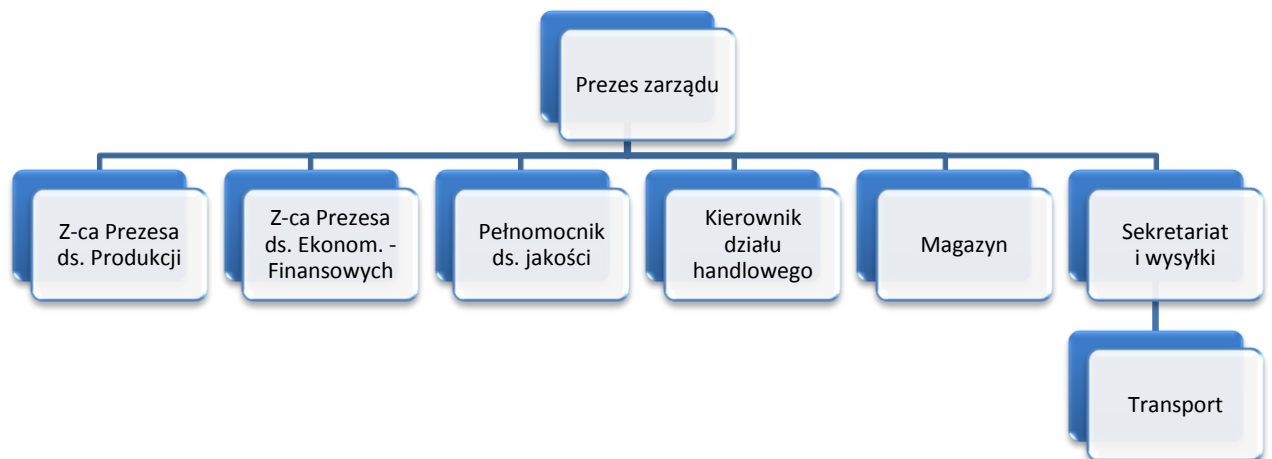 Prezes zarządu
Z-ca Prezesa
ds. Produkcji
Z-ca Prezesa
ds. Ekonom. -
Finansowych
Pełnomocnik
ds. jakości
Kierownik
działu
handlowego
Magazyn
Sekretariat
i wysyłki
Transport